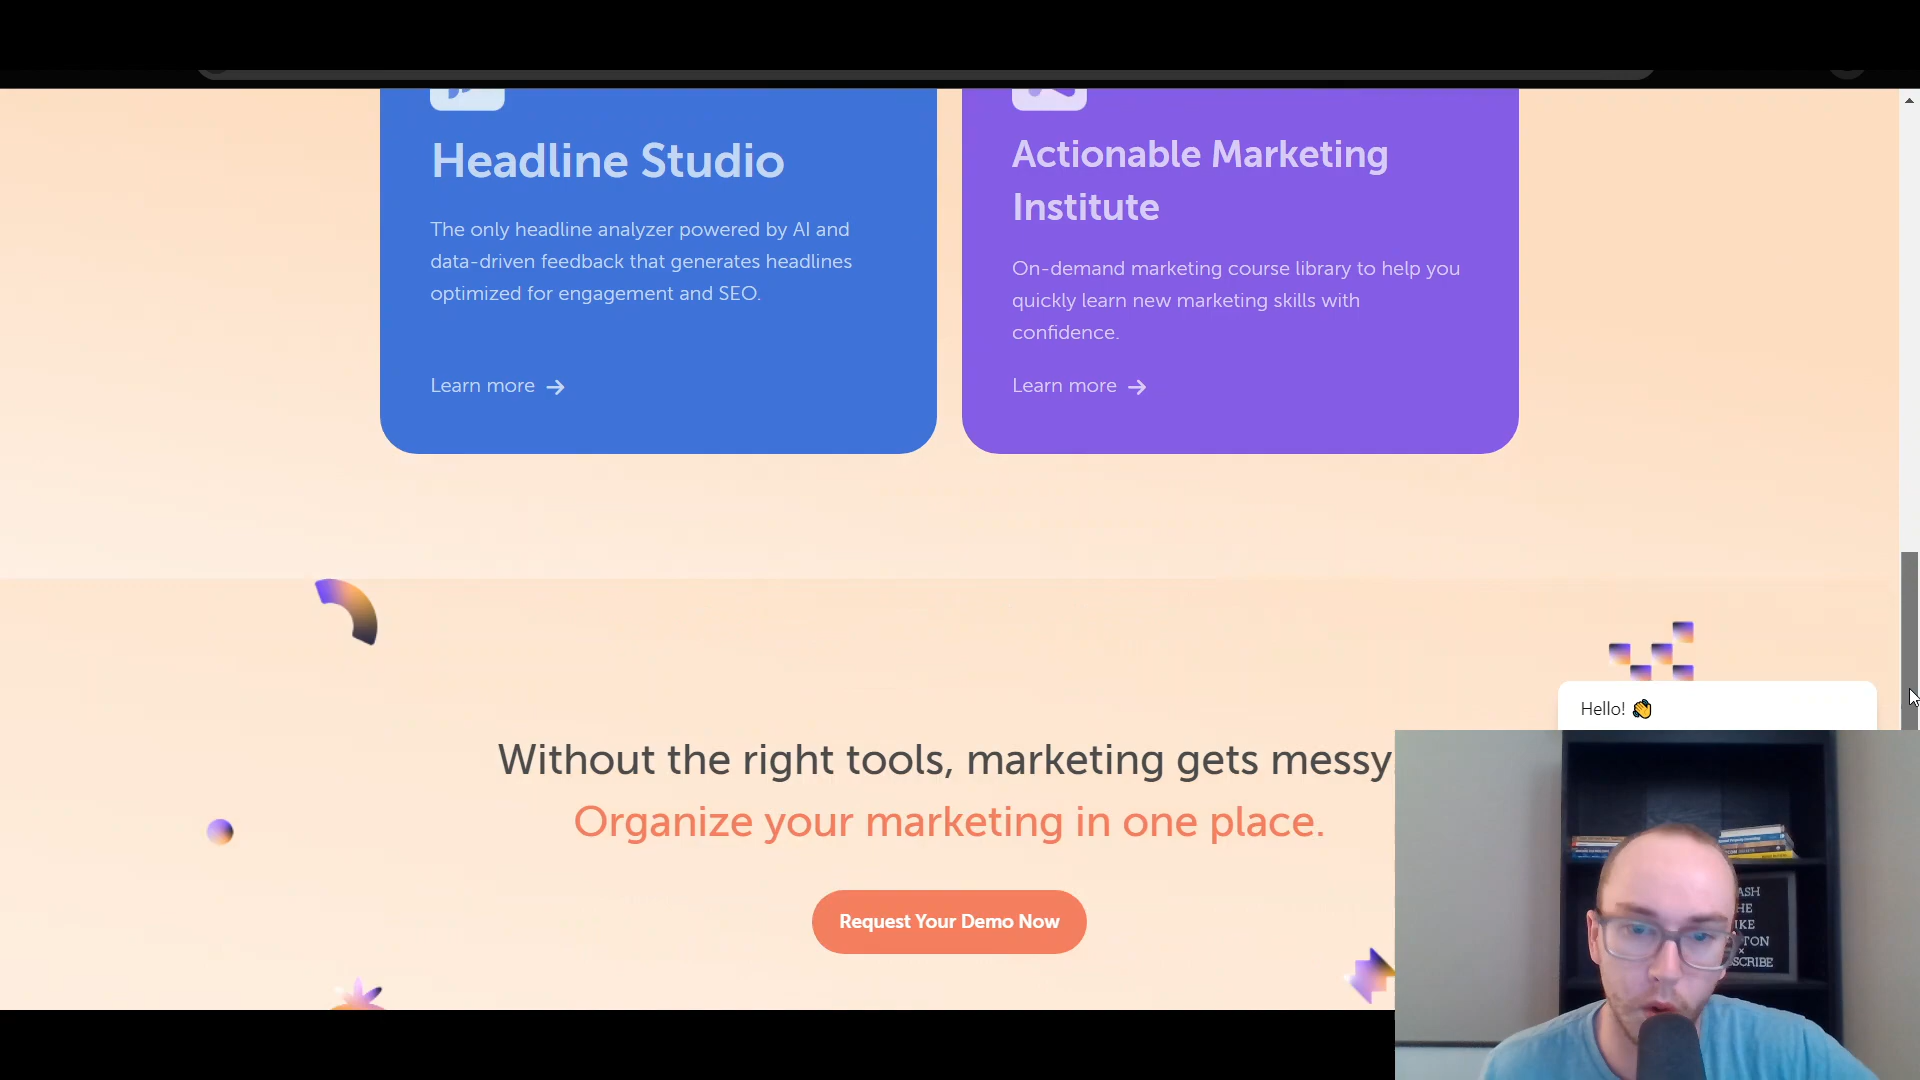 Headline Studio
The only headline analyzer powered by AI and
data-driven feedback that generates headlines
optimized for engagement and SEO.
Learn more
Actionable Marketing
Institute
On-demand marketing course library to help you
quickly learn new marketing skills with
confidence.
Learn more
Without the right tools, marketing gets messy.
Organize your marketing in one place.
Request Your Demo Now
Hello! 👋